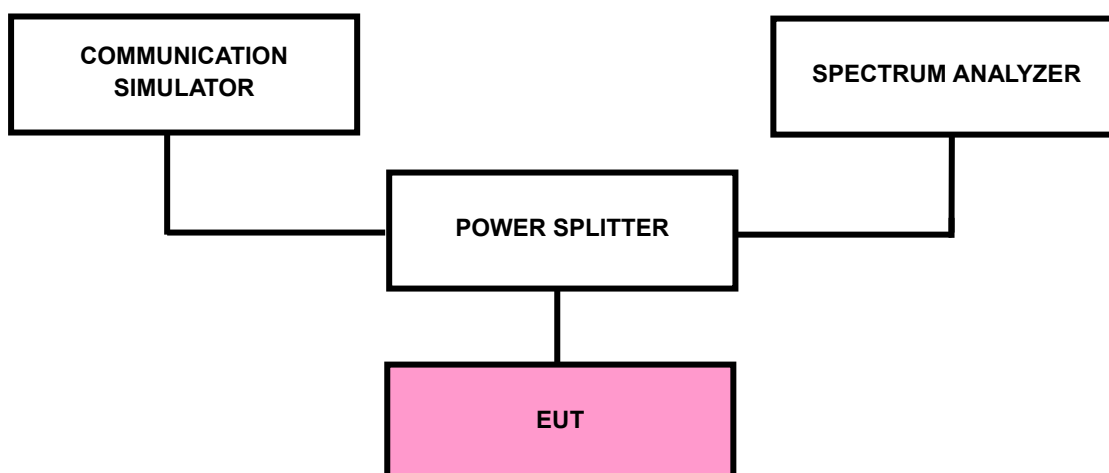 COMMUNICATION
SIMULATOR
SPECTRUM ANALYZER
POWER SPLITTER
EUT